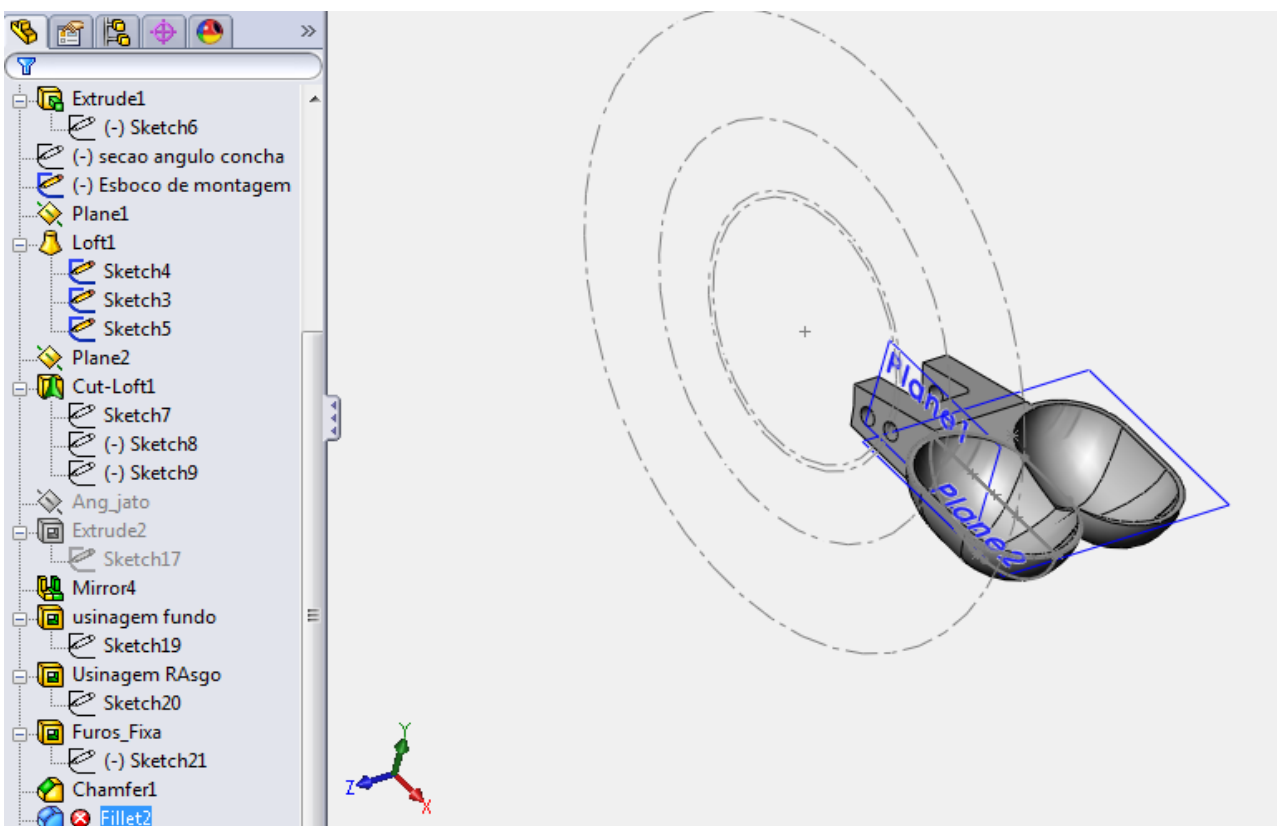 Extrude1
(-) Sketch6
(-) secao angulo concha
(-) Esboco de montagem
Plane1
Loft1
Sketch4
Sketch3
Sketch5
Plane2
Cut-Loft1
Sketch7
(-) Sketch8
(-) Sketch9
Ang_jato
Extrude2
Sketch17
Mirror4
usinagem fundo
Sketch19
Usinagem RAsgo
Sketch20
Furos_Fixa
(-) Sketch21
Chamfer1
Fillet2
Plane1
Plane2
Y
Z
X